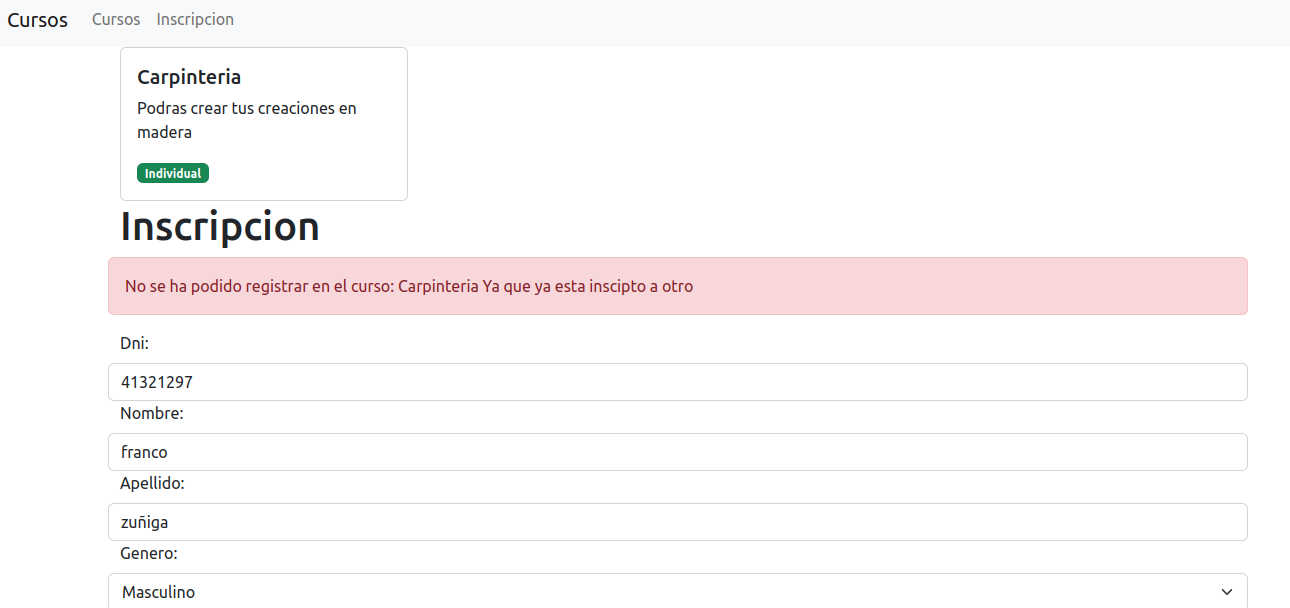 Cursos Cursos Inscripcion
Carpinteria
Podras crear tus creaciones en
madera
Individual
Inscripcion
No se ha podido registrar en el curso: Carpinteria Ya que ya esta inscipto a otro
Dni:
41321297
Nombre:
franco
Apellido:
zuñiga
Genero:
Masculino